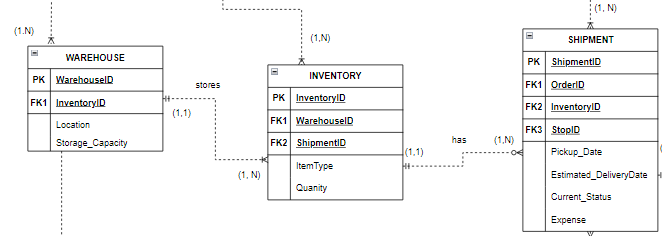 (1.N)
(1,N)
(1, N)
WAREHOUSE
PK WarehouseID
FK1 InventoryID
Location
Storage_Capacity
stores
(1,1)
(1, N)
INVENTORY
PK InventoryID
FK1 WarehouseID
FK2 ShipmentID
ItemType
Quanity
(1,1)
has
(1,N)
SHIPMENT
PK ShipmentID
FK1 OrderID
FK2 InventoryID
FK3 StopID
Pickup_Date
Estimated_DeliveryDate
Current_Status
Expense